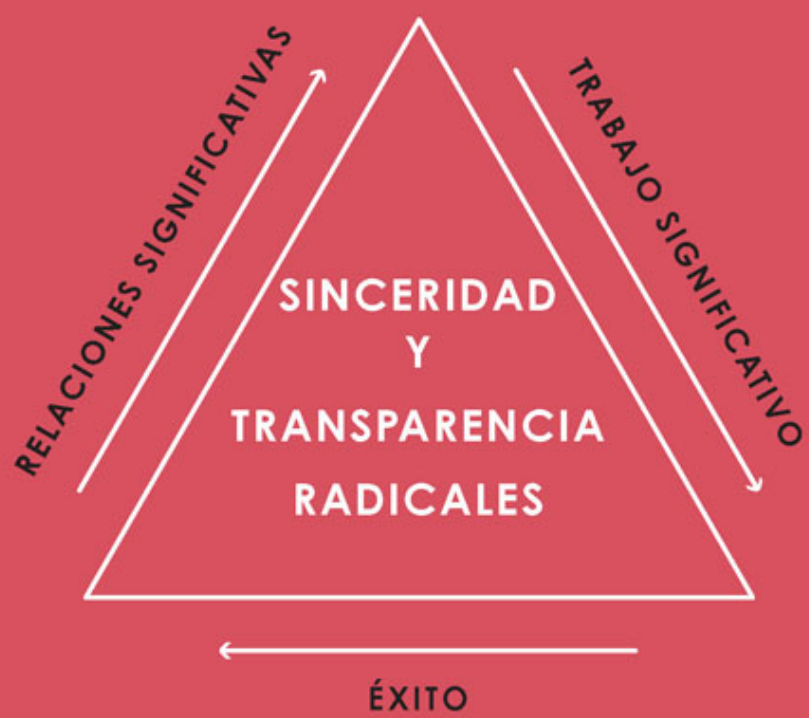 RELACIONES SIGNIFICATIVAS
TRABAJO SIGNIFICATIVO
SINCERIDAD
Y
TRANSPARENCIA
RADICALES
ÉXITO